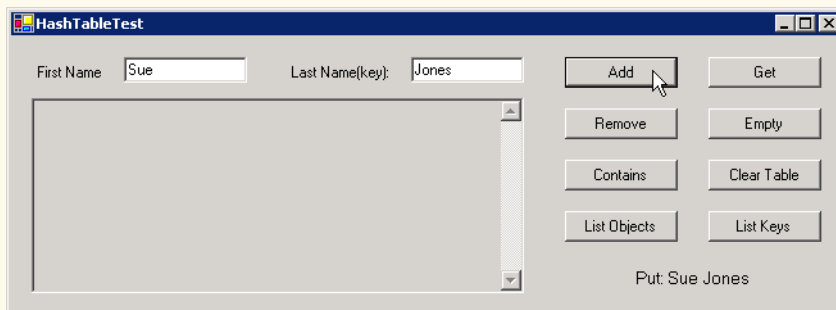 HashTableTest
First Name Sue Last Name(key): Jones Add Get
Remove Empty
Contains Clear Table
List Objects List Keys
Put: Sue Jones